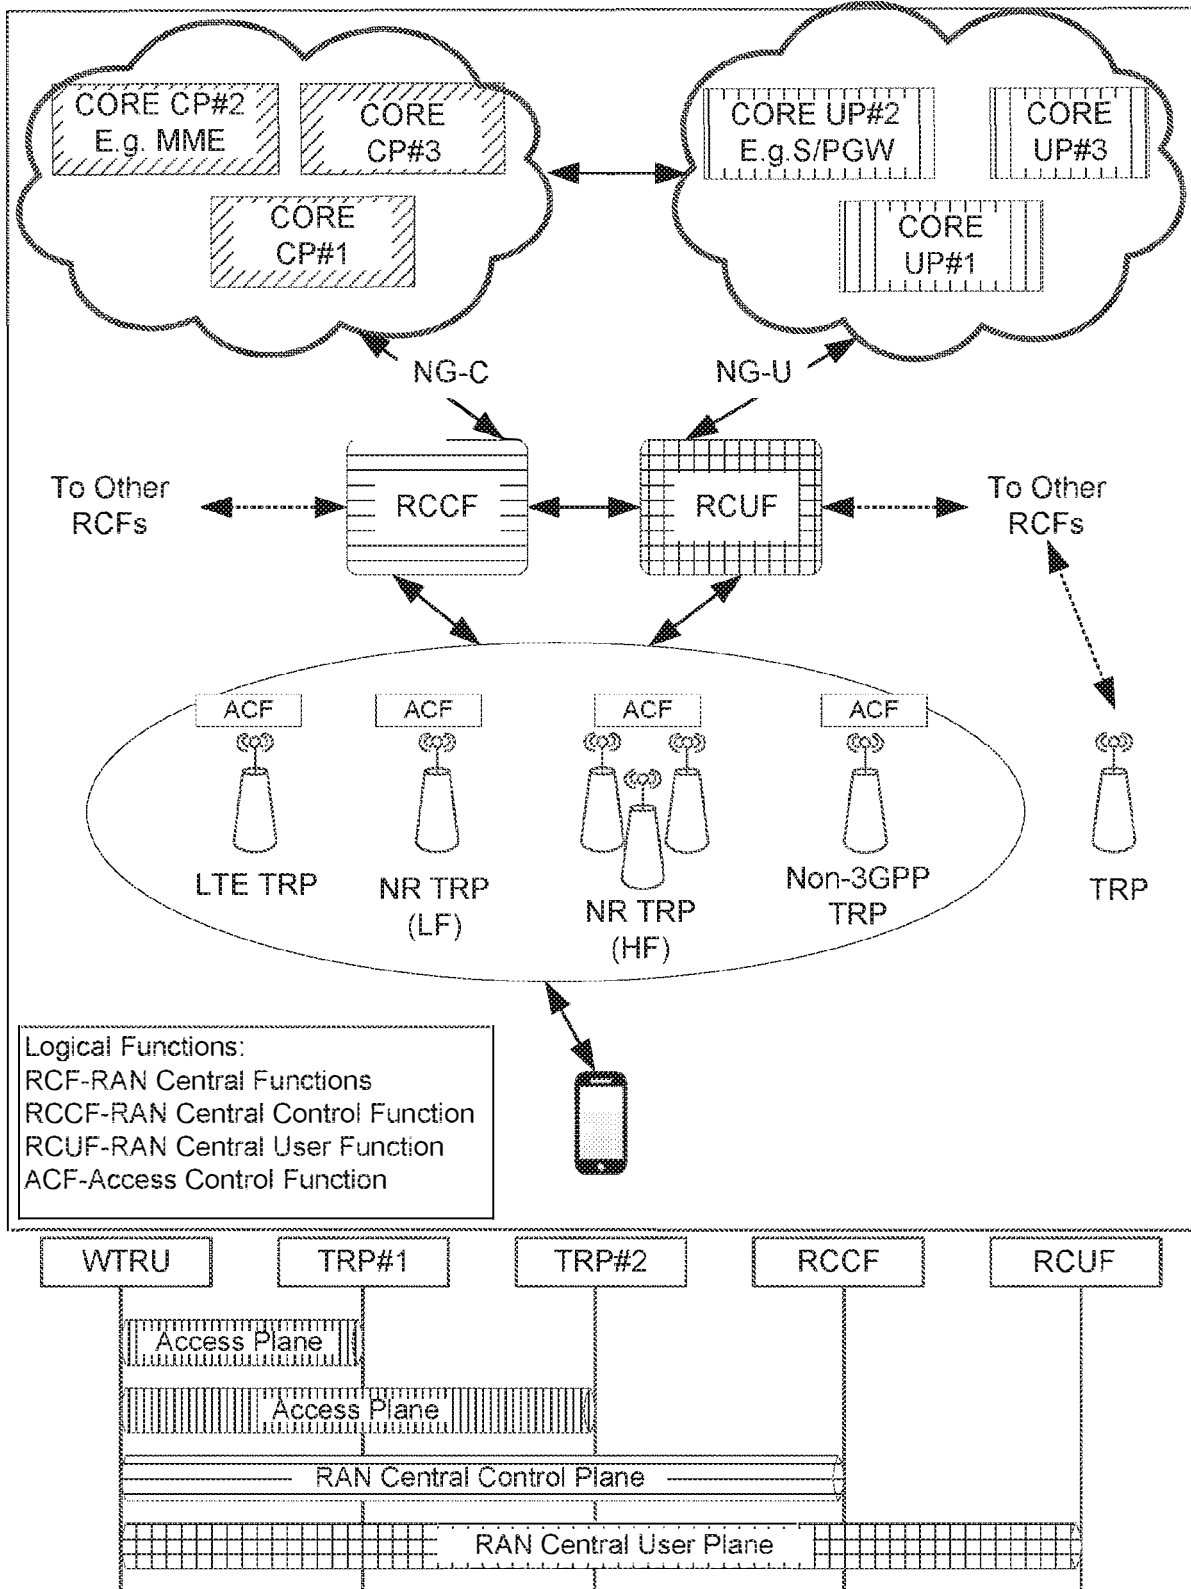 CORE CP#2
E.g. MME
CORE
CP#3
CORE
CP#1
CORE UP#2
E.g.S/PGW
CORE
UP#3
CORE
UP#1
NG-C
NG-U
To Other
RCFs
RCCF
RCUF
To Other
RCFs
ACF
ACF
ACF
ACF
LTE TRP
NR TRP
(LF)
NR TRP
(HF)
Non-3GPP
TRP
TRP
Logical Functions:
RCF-RAN Central Functions
RCCF-RAN Central Control Function
RCUF-RAN Central User Function
ACF-Access Control Function
WTRU
TRP#1
TRP#2
RCCF
RCUF
Access Plane
Access Plane
RAN Central Control Plane
RAN Central User Plane